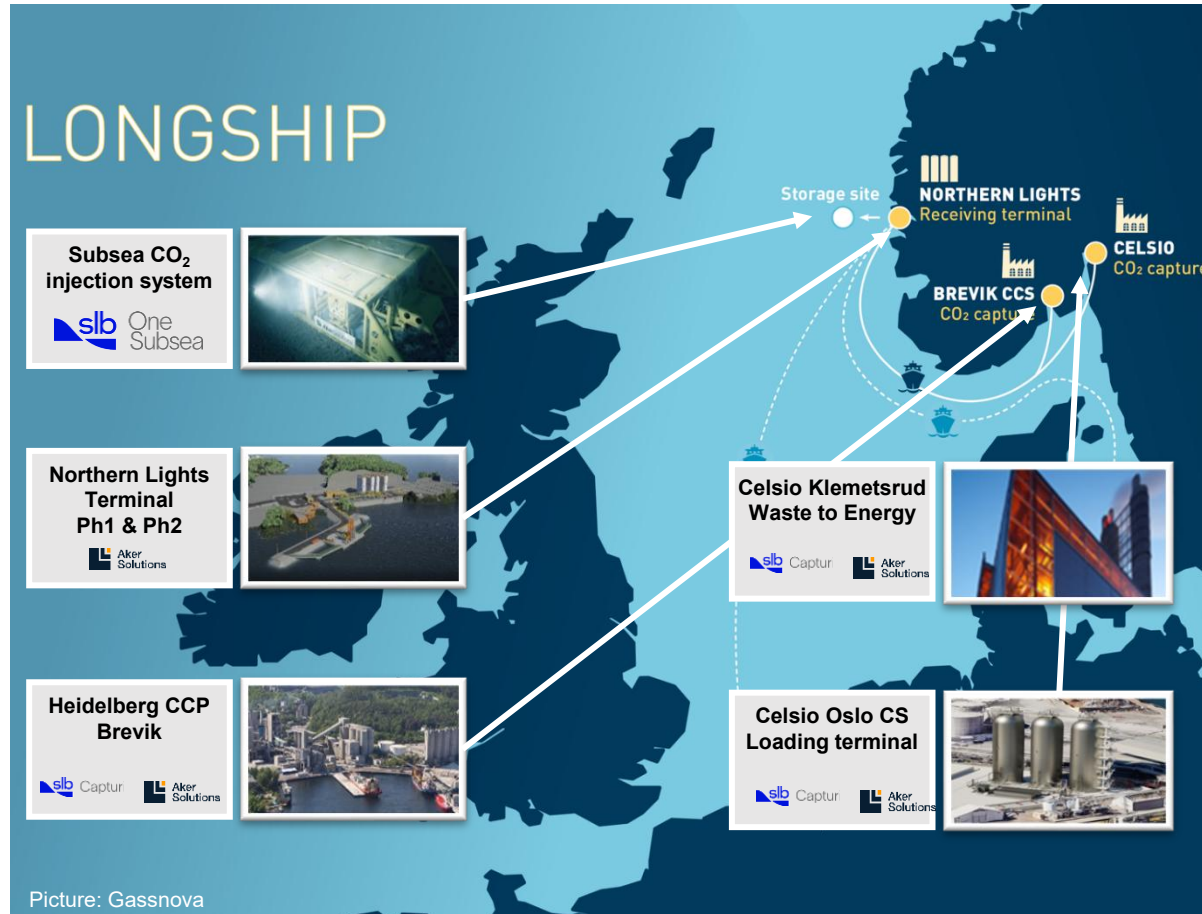 LONGSHIP
Storage site
NORTHERN LIGHTS
Receiving terminal
CELSIO
CO₂ capture
BREVIK CCS
CO₂ capture
Subsea CO₂
injection system
slb One
Subsea
Northern Lights
Terminal
Ph1 & Ph2
Aker
Solutions
Heidelberg CCP
Brevik
slb Captur
Aker
Solutions
Celsio Klemetsrud
Waste to Energy
slb Captur
Aker
Solutions
Celsio Oslo CS
Loading terminal
slb Captur
Aker
Solutions
Picture: Gassnova